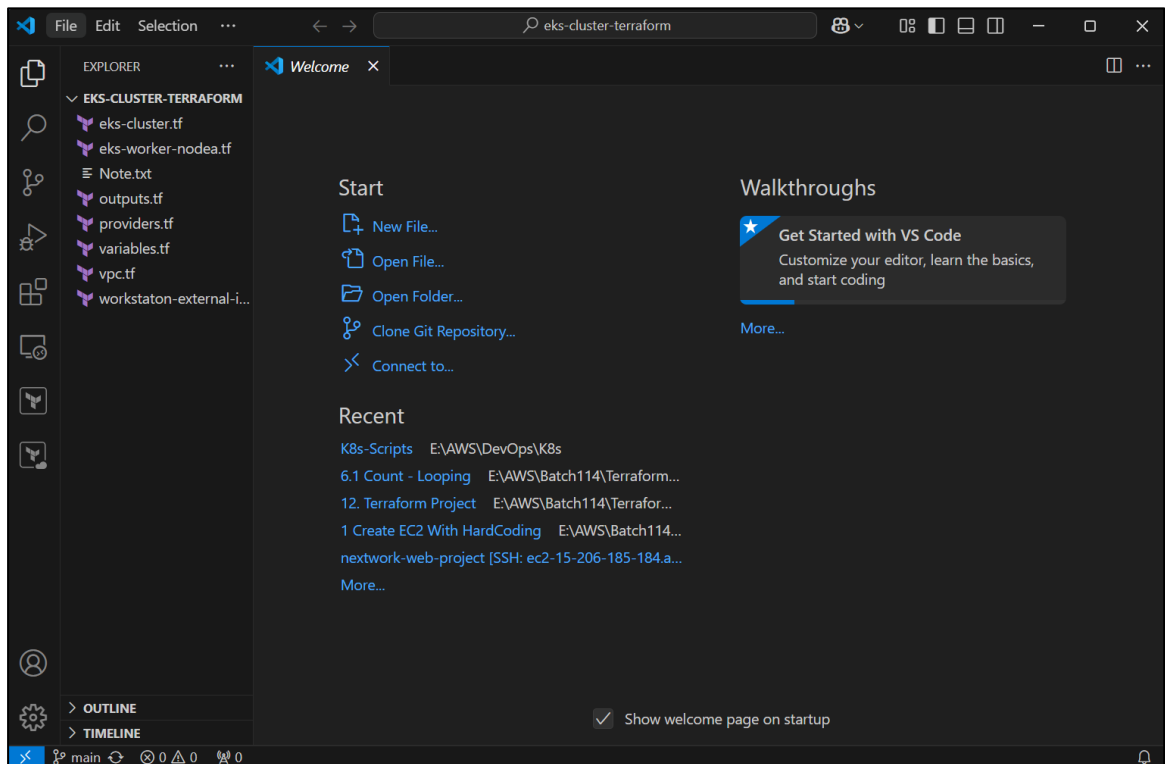 File Edit Selection ··· eks-cluster-terraform
EXPLORER ···
EKS-CLUSTER-TERRAFORM
eks-cluster.tf
eks-worker-nodea.tf
Note.txt
outputs.tf
providers.tf
variables.tf
vpc.tf
workstaton-external-i...
OUTLINE
TIMELINE
Welcome
Start
New File...
Open File...
Open Folder...
Clone Git Repository...
Connect to...
Recent
K8s-Scripts E:\AWS\DevOps\K8s
6.1 Count - Looping E:\AWS\Batch114\Terraform...
12. Terraform Project E:\AWS\Batch114\Terrafor...
1 Create EC2 With HardCoding E:\AWS\Batch114...
nextwork-web-project [SSH: ec2-15-206-185-184.a...
More...
Walkthroughs
Get Started with VS Code
Customize your editor, learn the basics,
and start coding
More...
Show welcome page on startup
main 0 0 0